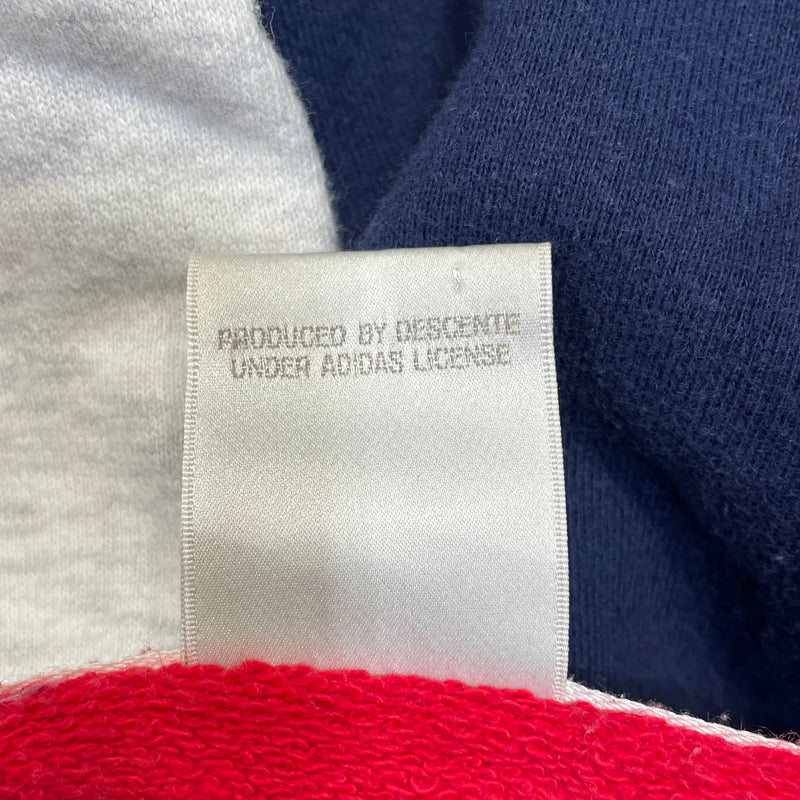 PRODUCED BY DESCENTE
UNDER ADIDAS LICENSE